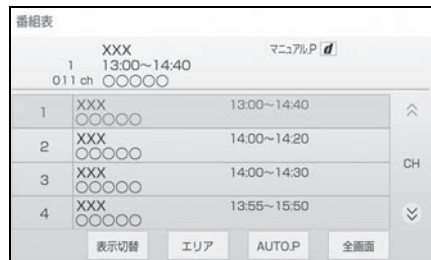 番組表
XXX マニュアル.P d
1 13:00~14:40
011 ch ○○○○○
1 XXX 13:00~14:40
○○○○○
2 XXX 14:00~14:20
○○○○○
CH
3 XXX 14:00~14:30
○○○○○
4 XXX 13:55~15:50
○○○○○
表示切替 エリア AUTO.P 全画面